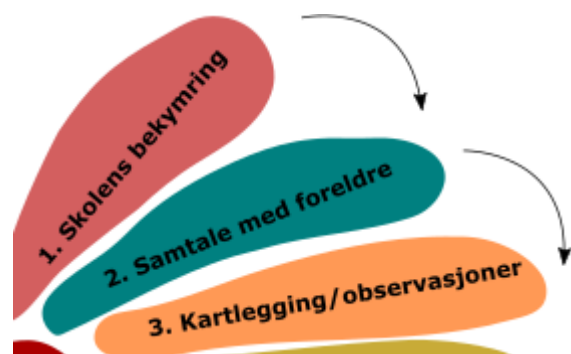 1. Skolens bekymring
2. Samtale med foreldre
3. Kartlegging/observasjoner